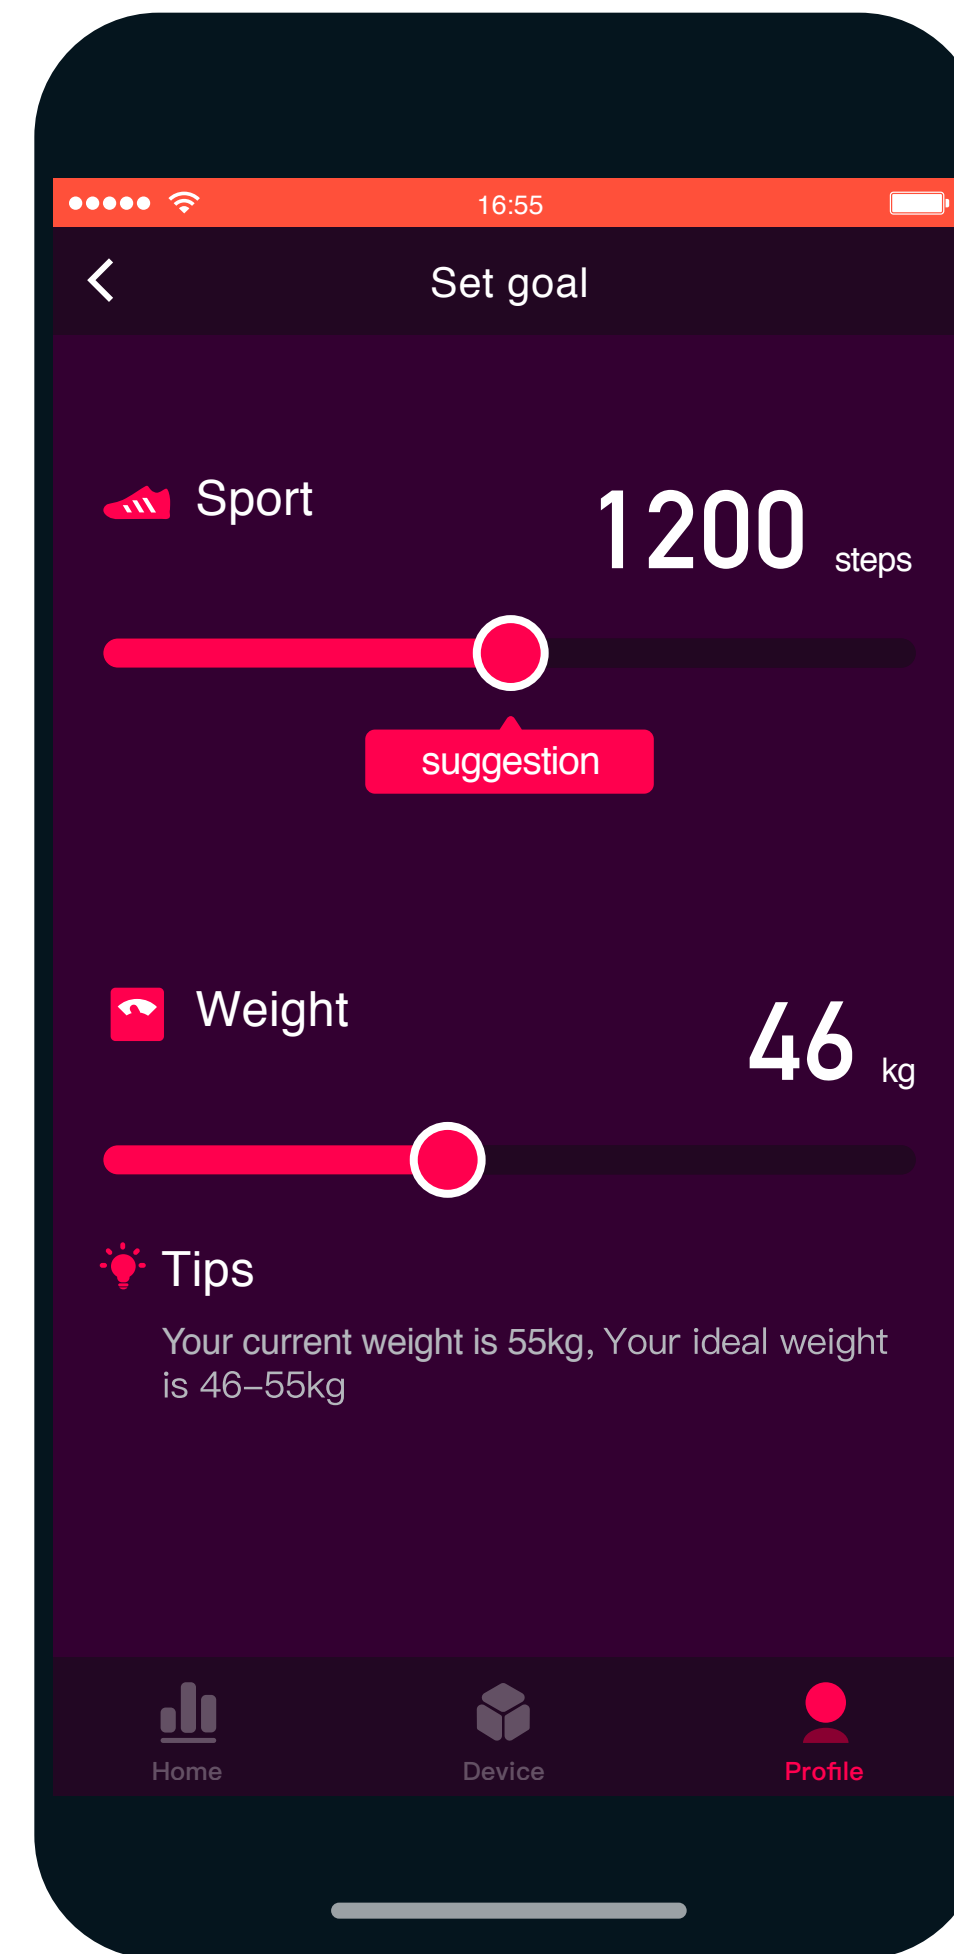 16:55
Set goal
Sport
1200 steps
suggestion
Weight
46 kg
Tips
Your current weight is 55kg, Your ideal weight
is 46–55kg
Home Device Profile